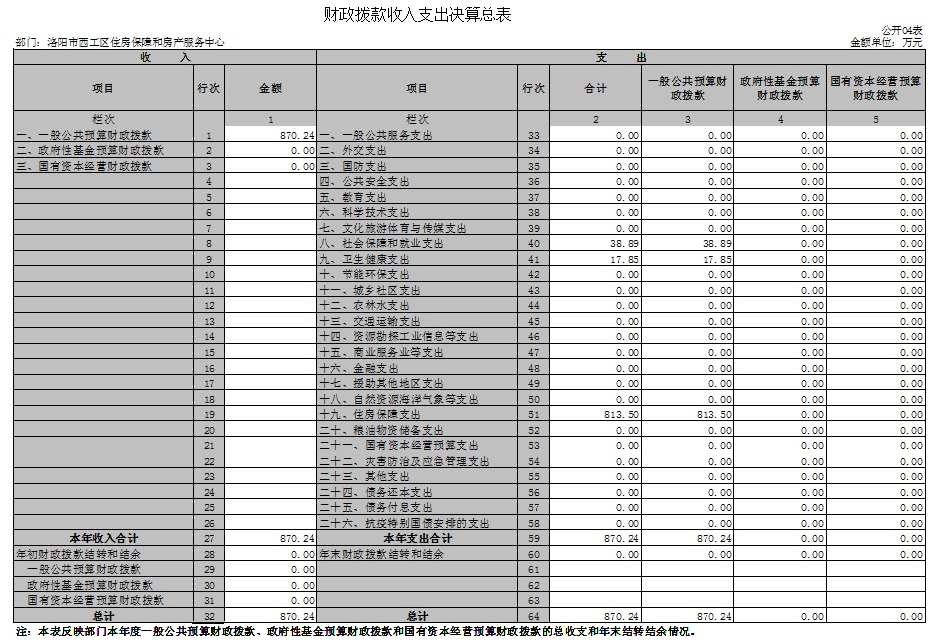 财政拨款收入支出决算总表
公开04表
部门：洛阳市西工区住房保障和房产服务中心 金额单位：万元
收 入 支 出
项目 行次 金额 项目 行次 合计 一般公共预算财政拨款 政府性基金预算财政拨款 国有资本经营预算财政拨款
栏次 1 栏次 2 3 4 5
一、一般公共预算财政拨款 1 870.24 一、一般公共服务支出 33 0.00 0.00 0.00 0.00
二、政府性基金预算财政拨款 2 0.00 二、外交支出 34 0.00 0.00 0.00 0.00
三、国有资本经营财政拨款 3 0.00 三、国防支出 35 0.00 0.00 0.00 0.00
4 四、公共安全支出 36 0.00 0.00 0.00 0.00
5 五、教育支出 37 0.00 0.00 0.00 0.00
6 六、科学技术支出 38 0.00 0.00 0.00 0.00
7 七、文化旅游体育与传媒支出 39 0.00 0.00 0.00 0.00
8 八、社会保障和就业支出 40 38.89 38.89 0.00 0.00
9 九、卫生健康支出 41 17.85 17.85 0.00 0.00
10 十、节能环保支出 42 0.00 0.00 0.00 0.00
11 十一、城乡社区支出 43 0.00 0.00 0.00 0.00
12 十二、农林水支出 44 0.00 0.00 0.00 0.00
13 十三、交通运输支出 45 0.00 0.00 0.00 0.00
14 十四、资源勘探工业信息等支出 46 0.00 0.00 0.00 0.00
15 十五、商业服务业等支出 47 0.00 0.00 0.00 0.00
16 十六、金融支出 48 0.00 0.00 0.00 0.00
17 十七、援助其他地区支出 49 0.00 0.00 0.00 0.00
18 十八、自然资源海洋气象等支出 50 0.00 0.00 0.00 0.00
19 十九、住房保障支出 51 813.50 813.50 0.00 0.00
20 二十、粮油物资储备支出 52 0.00 0.00 0.00 0.00
21 二十一、国有资本经营预算支出 53 0.00 0.00 0.00 0.00
22 二十二、灾害防治及应急管理支出 54 0.00 0.00 0.00 0.00
23 二十三、其他支出 55 0.00 0.00 0.00 0.00
24 二十四、债务还本支出 56 0.00 0.00 0.00 0.00
25 二十五、债务付息支出 57 0.00 0.00 0.00 0.00
26 二十六、抗疫特别国债安排的支出 58 0.00 0.00 0.00 0.00
本年收入合计 27 870.24 本年支出合计 59 870.24 870.24 0.00 0.00
年初财政拨款结转和结余 28 0.00 年末财政拨款结转和结余 60 0.00 0.00 0.00 0.00
一般公共预算财政拨款 29 0.00 61
政府性基金预算财政拨款 30 0.00 62
国有资本经营预算财政拨款 31 0.00 63
总计 32 870.24 总计 64 870.24 870.24 0.00 0.00
注：本表反映部门本年度一般公共预算财政拨款、政府性基金预算财政拨款和国有资本经营预算财政拨款的总收支和年末结转结余情况。